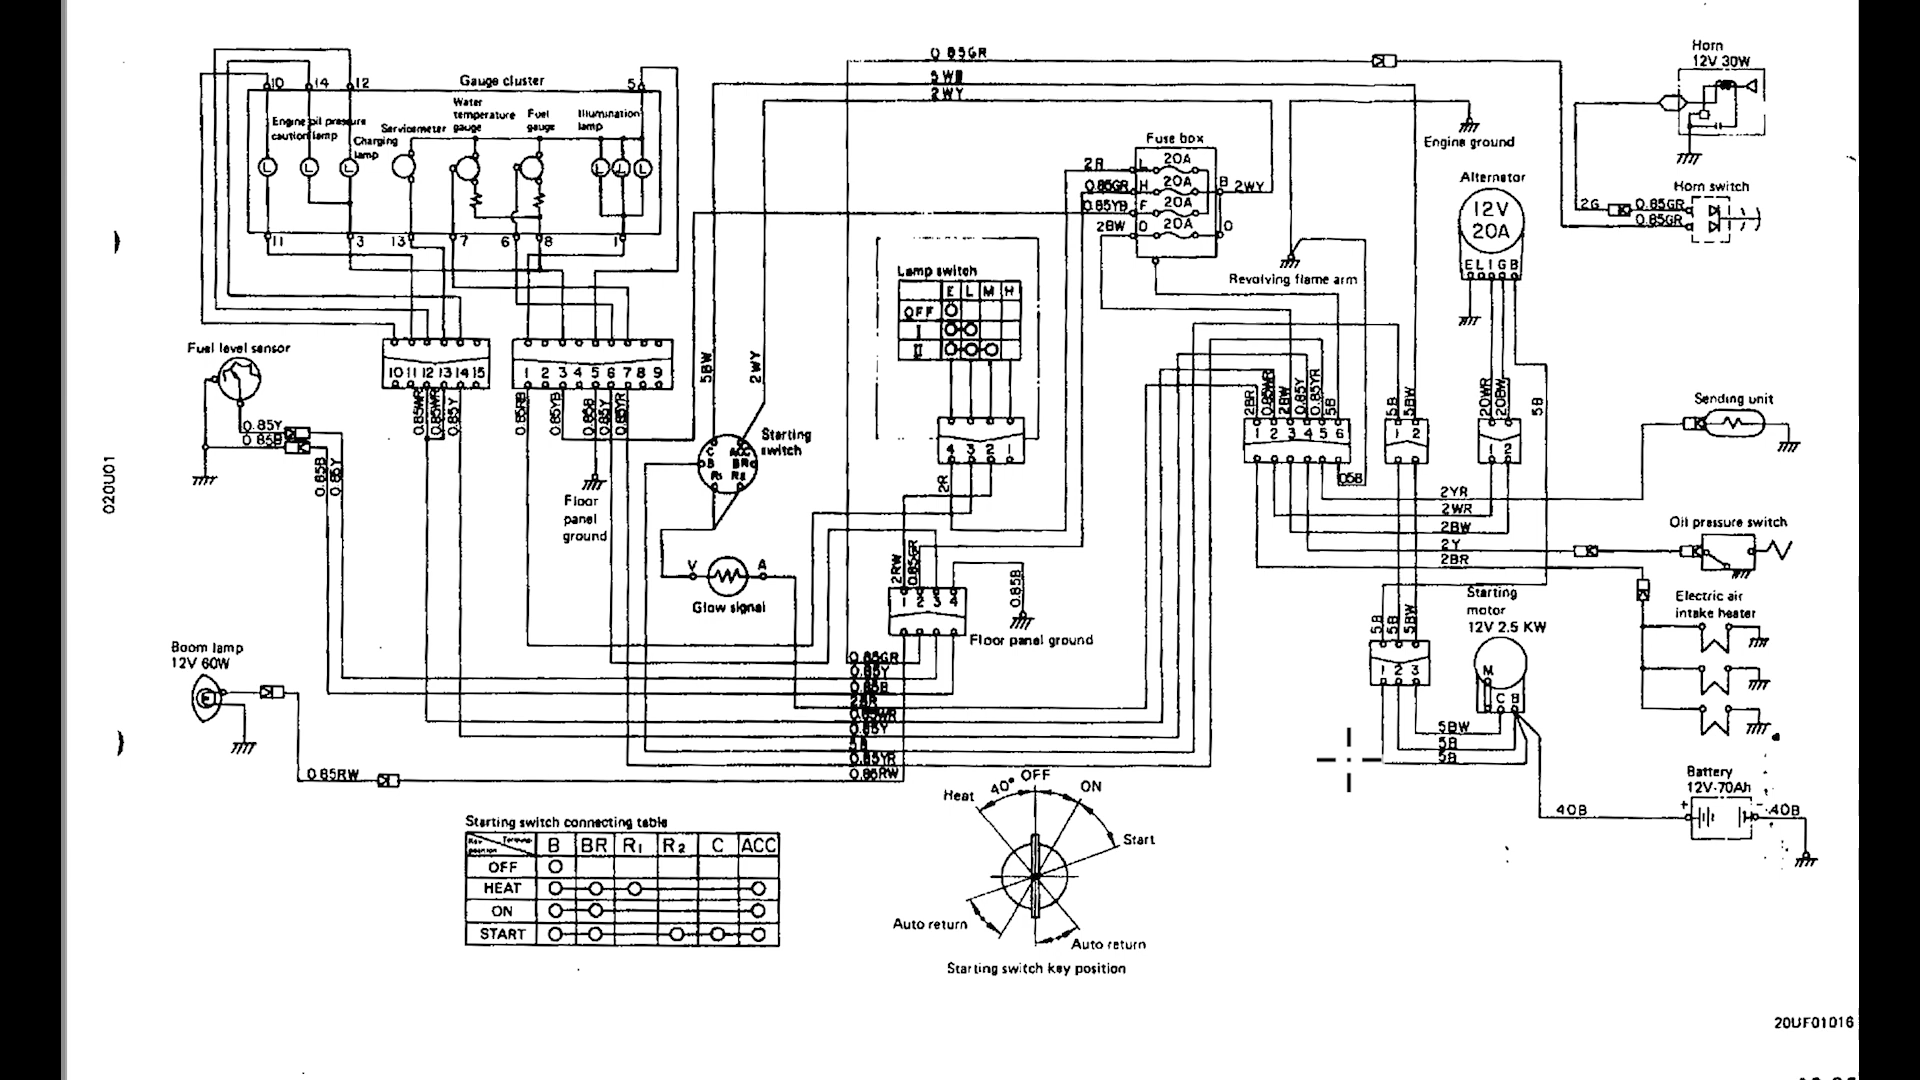 0.85GR
5WB
2WY
Horn
12V 30W
10 14 12
Gauge cluster
5
Engine oil pressure
caution lamp
Charging
lamp
Servicemeter
Water
temperature
gauge
Fuel
gauge
Illumination
lamp
L L L L L L
11 3 13 7 6 8 1
Fuse box
2R L 20A
0.85GR H 20A B 2WY
0.85YB F 20A
2BW O 20A O
Engine ground
Alternator
12V
20A
E L I G B
Horn switch
2G 0.85GR
0.85GR
Revolving flame arm
Lamp switch
E L M H
OFF
I
II
Fuel level sensor
0.85Y
0.85B
0.85B
0.85Y
10 11 12 13 14 15
0.85WR
0.85WR
0.85Y
1 2 3 4 5 6 7 8 9
0.85RB
0.85YB
0.85B
0.85Y
0.85YR
5BW
2WY
Starting
switch
C ACC
B BR
R1 R2
Floor
panel
ground
V A
Glow signal
4 3 2 1
2R
2RW
0.85GR
1 2 3 4
0.85B
Floor panel ground
2BR
0.85WR
2BW
0.85Y
0.85YR
5B
1 2 3 4 5 6
0.5B
5B
5BW
1 2
20WR
20BW
1 2
5B
Sending unit
2YR
2WR
2BW
2Y
2BR
Oil pressure switch
Electric air
intake heater
5B
5B
5BW
1 2 3
Starting
motor
12V 2.5 KW
M
C B
5BW
5B
5B
Boom lamp
12V 60W
0.85RW
0.85GR
0.85Y
0.85B
2BR
0.85WR
0.85Y
5B
0.85YR
0.85RW
Battery
12V·70Ah
+ -
40B
40B
Starting switch connecting table
Key position Terminal B BR R1 R2 C ACC
OFF
HEAT
ON
START
Heat 40° OFF ON
Start
Auto return
Auto return
Starting switch key position
020U01
20UF01016